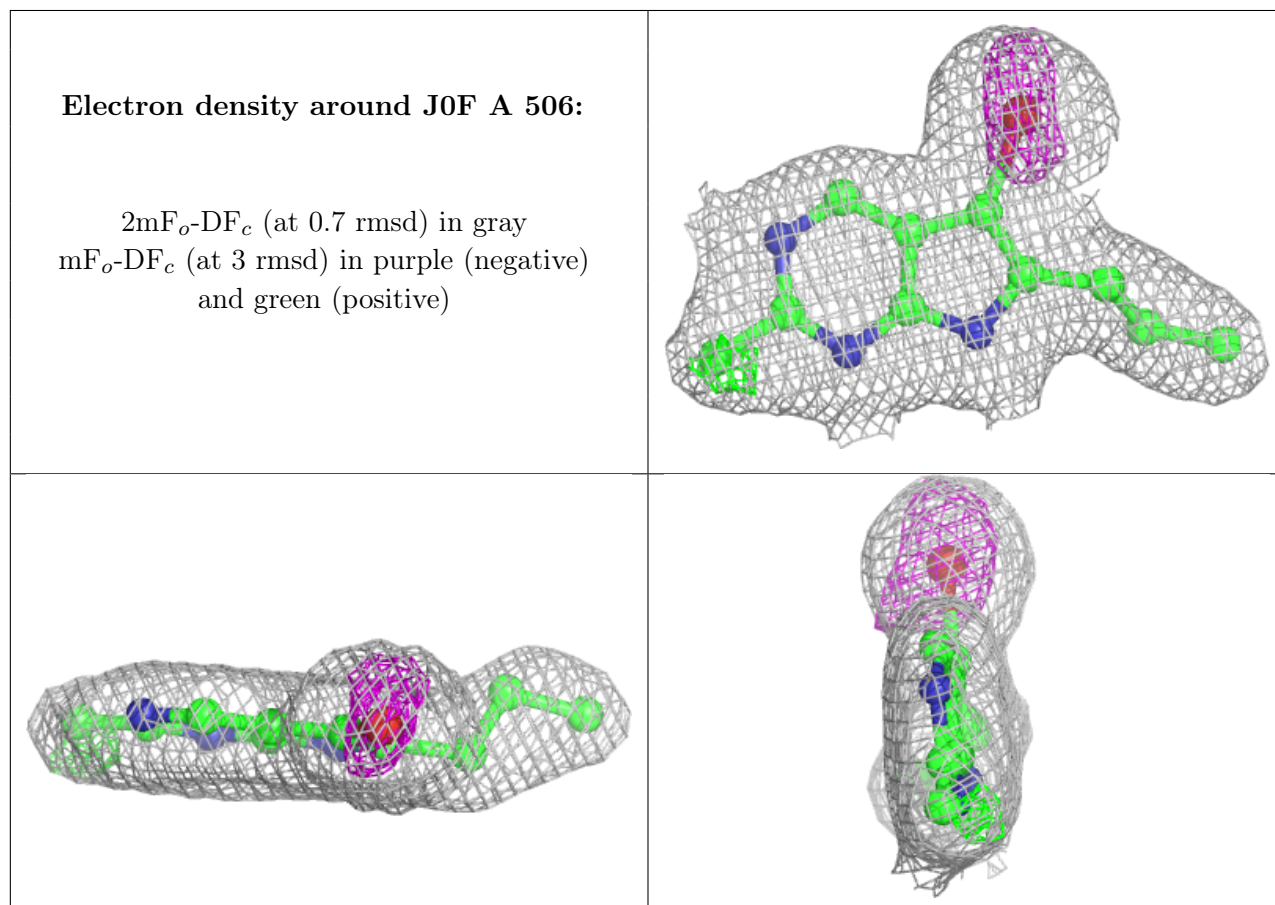 Electron density around J0F A 506:
2mFo-DFc (at 0.7 rmsd) in gray
mFo-DFc (at 3 rmsd) in purple (negative)
and green (positive)